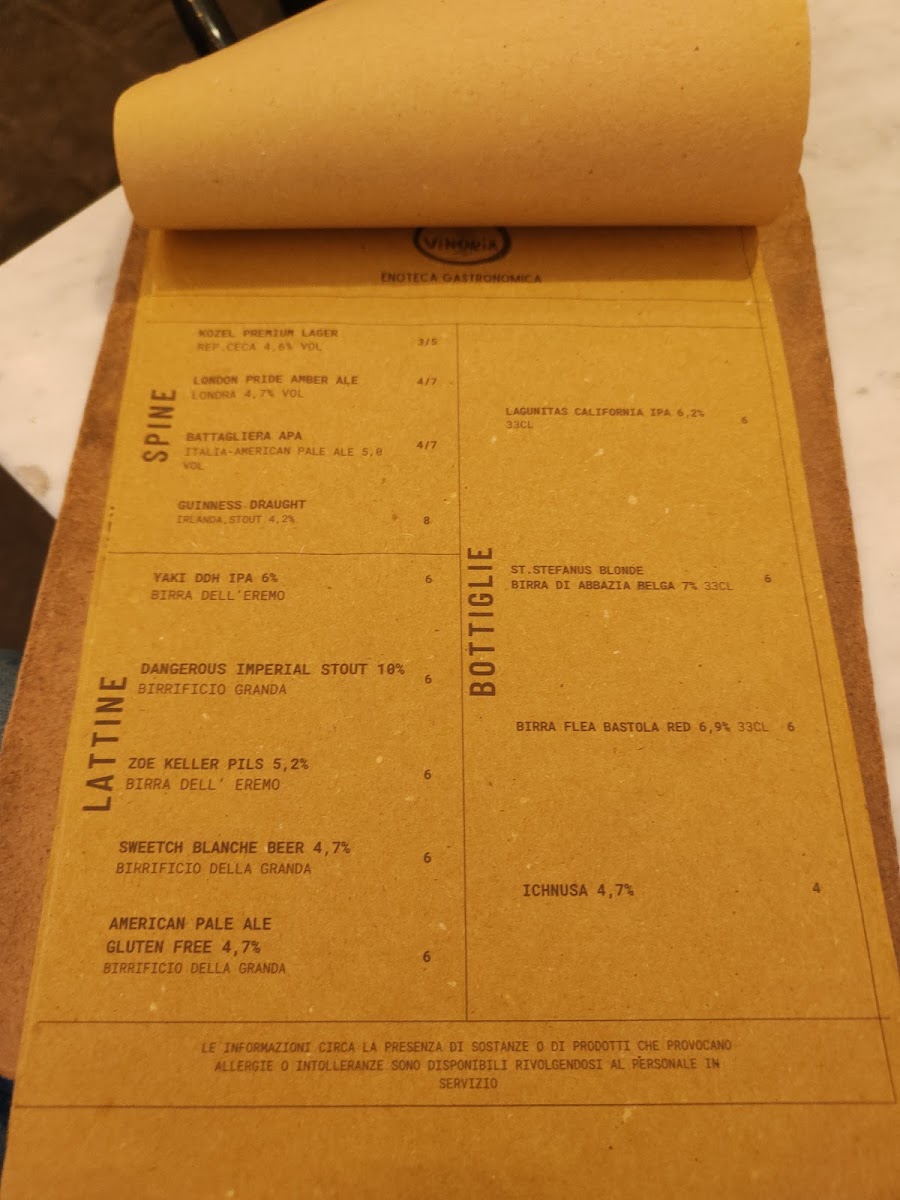 VINORIA
ENOTECA GASTRONOMICA
SPINE
KOZEL PREMIUM LAGER
REP.CECA 4,6% VOL 3/5
LONDON PRIDE AMBER ALE 4/7
LONDRA 4,7% VOL
BATTAGLIERA APA
ITALIA-AMERICAN PALE ALE 5,0 4/7
VOL
GUINNESS DRAUGHT
IRLANDA,STOUT 4,2% 8
LATTINE
YAKI DDH IPA 6% 6
BIRRA DELL'EREMO
DANGEROUS IMPERIAL STOUT 10%
BIRRIFICIO GRANDA 6
ZOE KELLER PILS 5,2%
BIRRA DELL' EREMO 6
SWEETCH BLANCHE BEER 4,7%
BIRRIFICIO DELLA GRANDA 6
AMERICAN PALE ALE
GLUTEN FREE 4,7%
BIRRIFICIO DELLA GRANDA 6
BOTTIGLIE
LAGUNITAS CALIFORNIA IPA 6,2%
33CL 6
ST.STEFANUS BLONDE
BIRRA DI ABBAZIA BELGA 7% 33CL 6
BIRRA FLEA BASTOLA RED 6,9% 33CL 6
ICHNUSA 4,7% 4
LE INFORMAZIONI CIRCA LA PRESENZA DI SOSTANZE O DI PRODOTTI CHE PROVOCANO
ALLERGIE O INTOLLERANZE SONO DISPONIBILI RIVOLGENDOSI AL PERSONALE IN
SERVIZIO